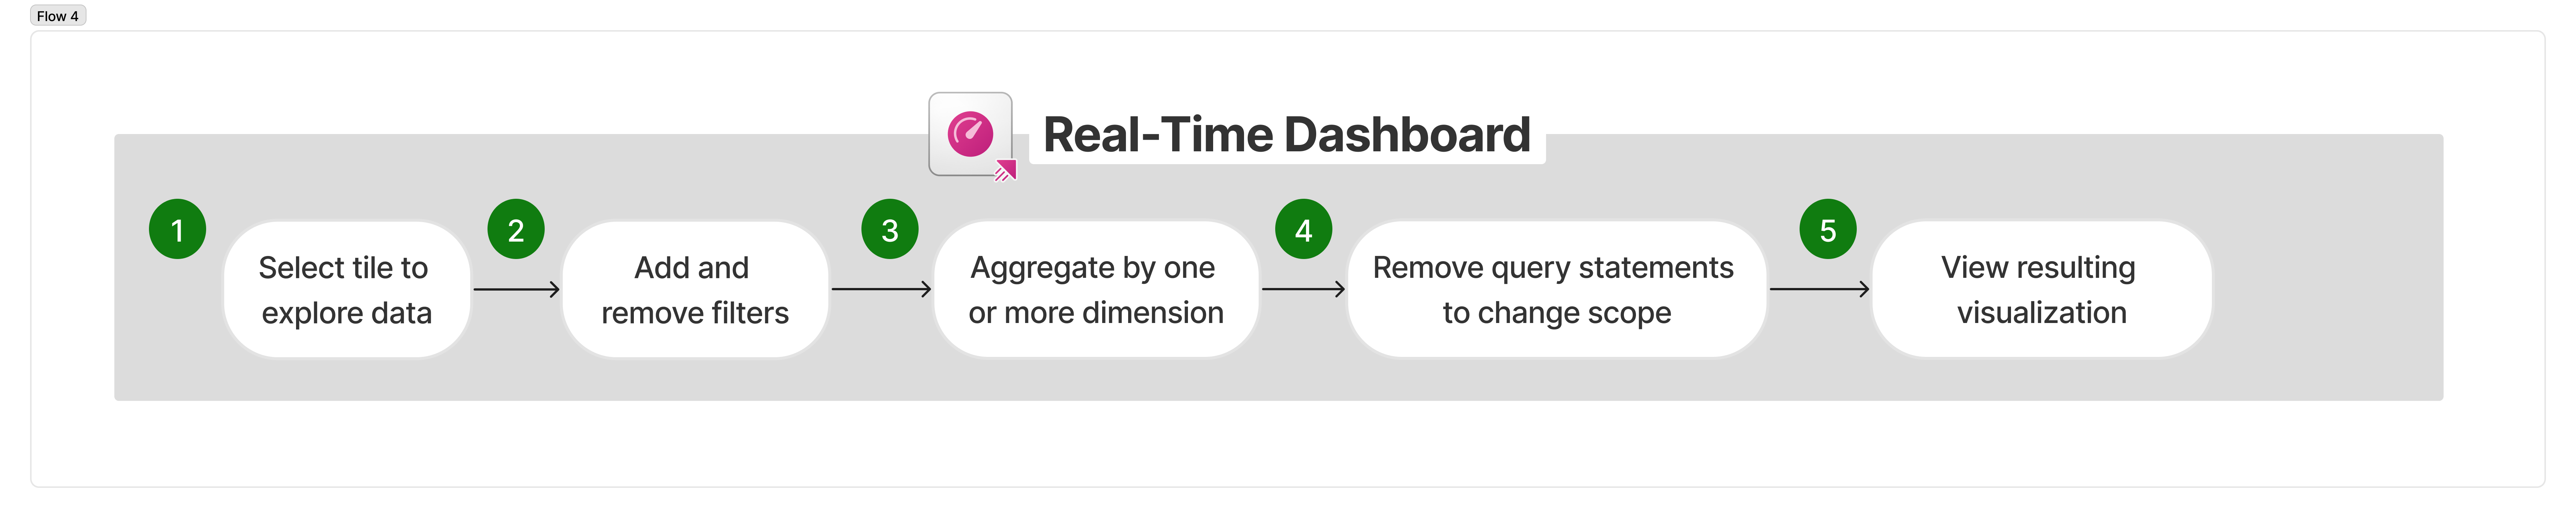 Flow 4
Real-Time Dashboard
1
Select tile to
explore data
2
Add and
remove filters
3
Aggregate by one
or more dimension
4
Remove query statements
to change scope
5
View resulting
visualization